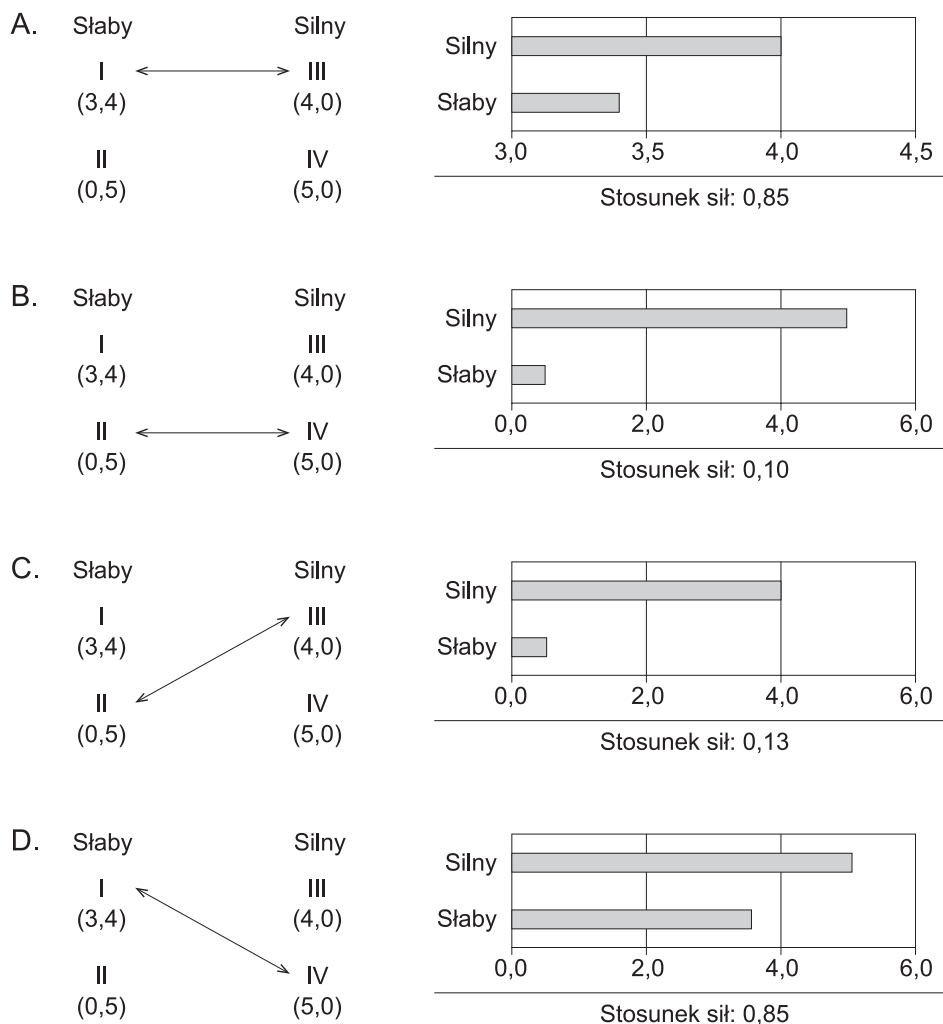 A. Słaby Silny
I III
(3,4) (4,0)
II IV
(0,5) (5,0)
Silny
Słaby
3,0 3,5 4,0 4,5
Stosunek sił: 0,85
B. Słaby Silny
I III
(3,4) (4,0)
II IV
(0,5) (5,0)
Silny
Słaby
0,0 2,0 4,0 6,0
Stosunek sił: 0,10
C. Słaby Silny
I III
(3,4) (4,0)
II IV
(0,5) (5,0)
Silny
Słaby
0,0 2,0 4,0 6,0
Stosunek sił: 0,13
D. Słaby Silny
I III
(3,4) (4,0)
II IV
(0,5) (5,0)
Silny
Słaby
0,0 2,0 4,0 6,0
Stosunek sił: 0,85